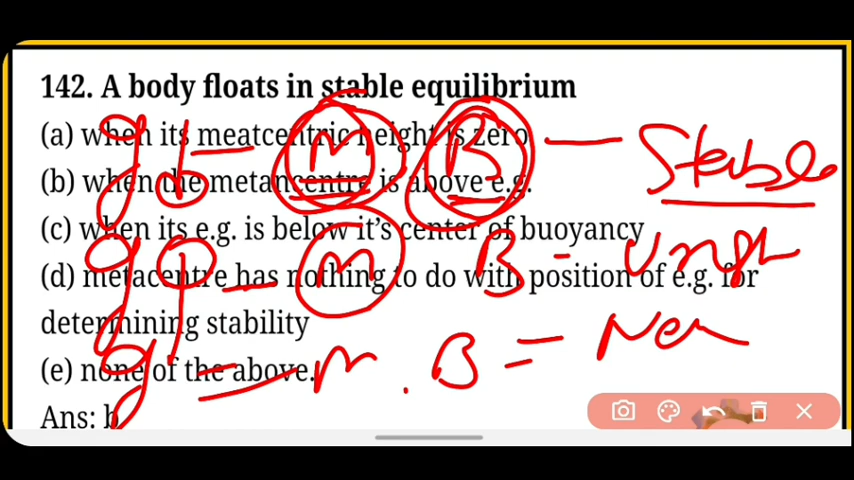 142. A body floats in stable equilibrium
(a) when its meatcentric height is zero
(b) when the metancentre is above e.g.
(c) when its e.g. is below it's center of buoyancy
(d) metacentre has nothing to do with position of e.g. for
determining stability
(e) none of the above.
Ans: b
M B — Stable
M B =
M . B =